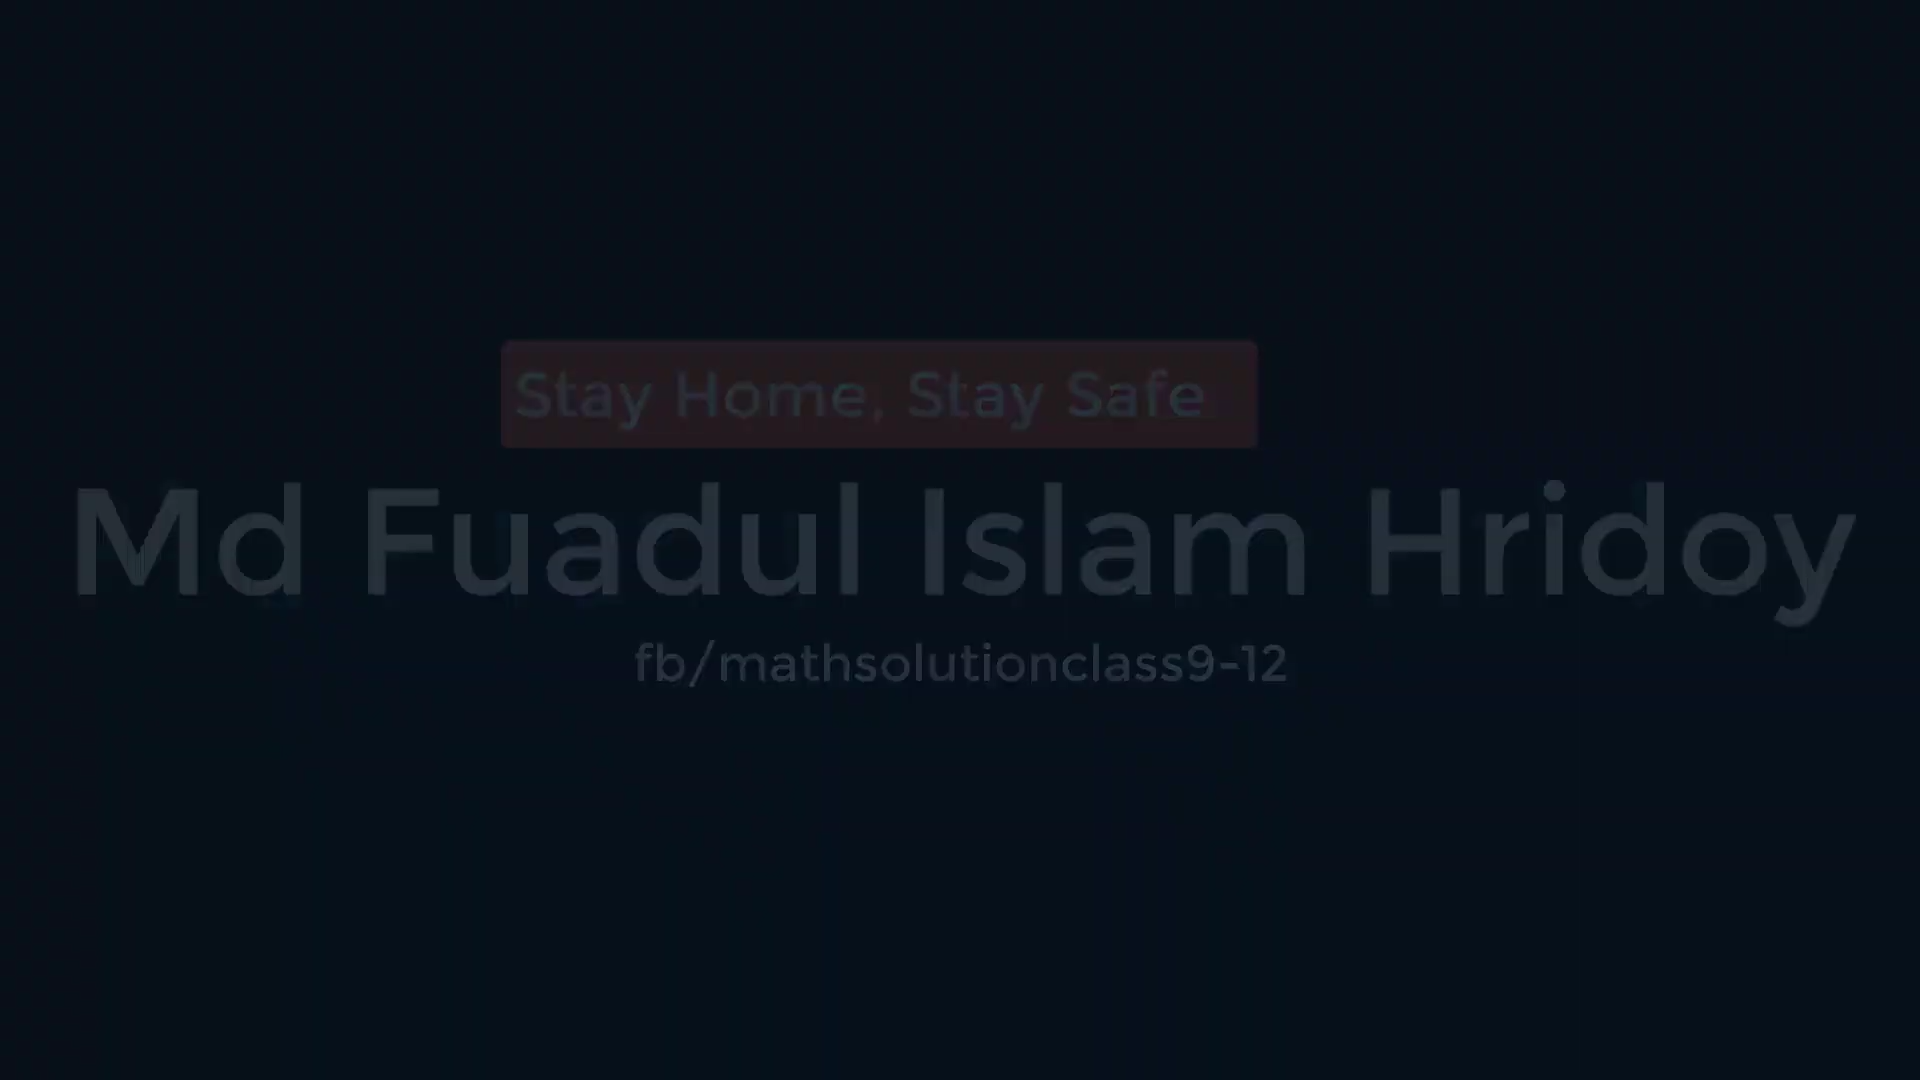 Stay Home, Stay Safe
Md Fuadul Islam Hridoy
fb/mathsolutionclass9-12